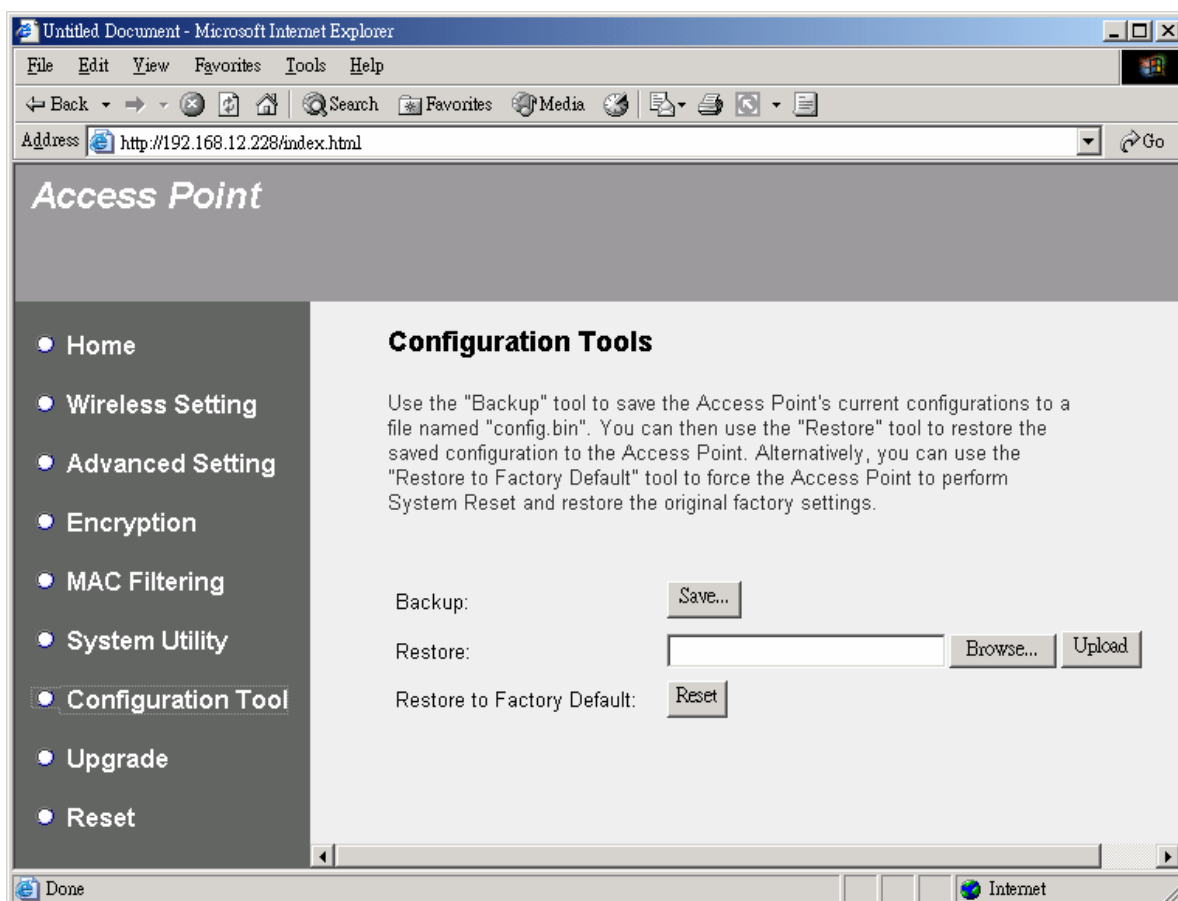 Untitled Document - Microsoft Internet Explorer
File Edit View Favorites Tools Help
Back Search Favorites Media
Address http://192.168.12.228/index.html Go
Access Point
Home
Wireless Setting
Advanced Setting
Encryption
MAC Filtering
System Utility
Configuration Tool
Upgrade
Reset
Configuration Tools
Use the "Backup" tool to save the Access Point's current configurations to a
file named "config.bin". You can then use the "Restore" tool to restore the
saved configuration to the Access Point. Alternatively, you can use the
"Restore to Factory Default" tool to force the Access Point to perform
System Reset and restore the original factory settings.
Backup: Save...
Restore: Browse... Upload
Restore to Factory Default: Reset
Done Internet